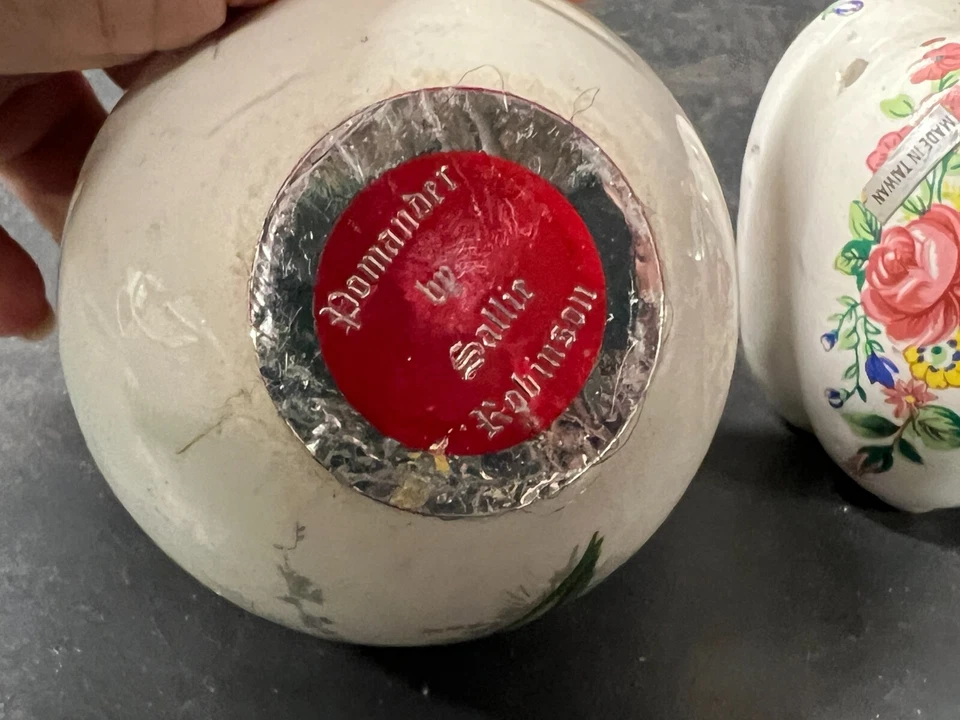 Pomander
by
Sallie
Robinson
MADE IN TAIWAN